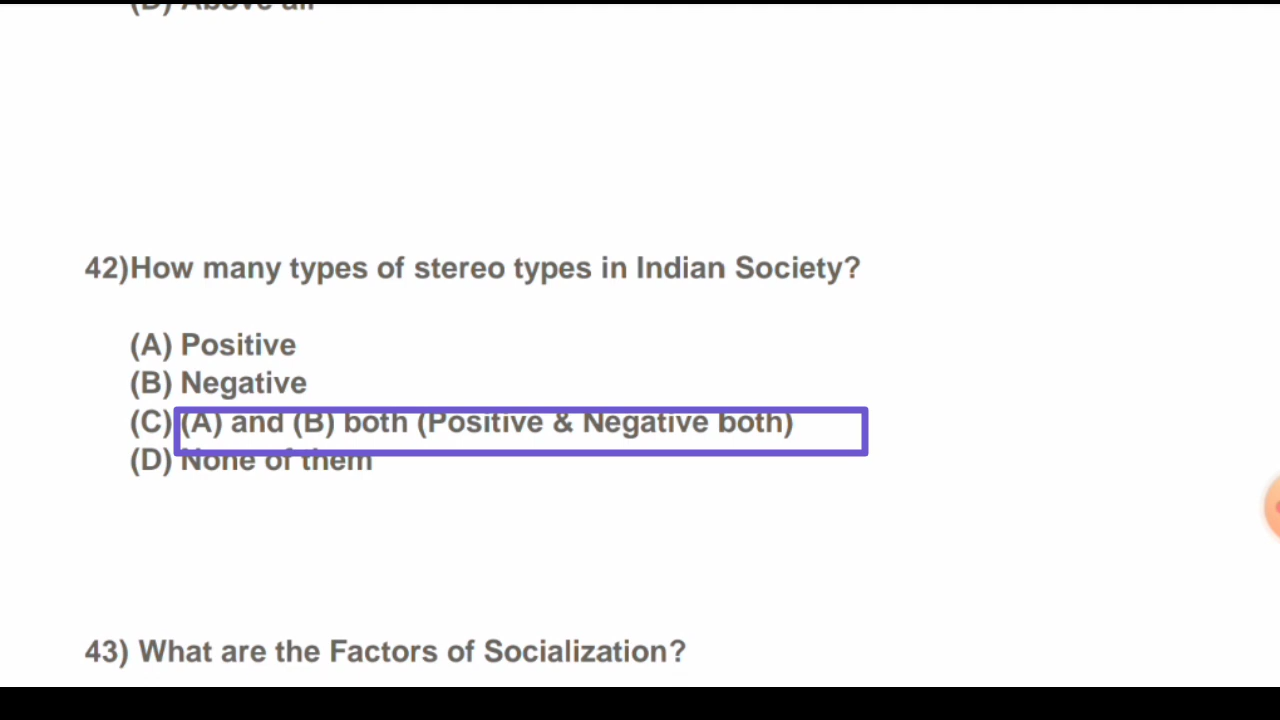 (D) Above all
42)How many types of stereo types in Indian Society?
(A) Positive
(B) Negative
(C) (A) and (B) both (Positive & Negative both)
(D) None of them
43) What are the Factors of Socialization?